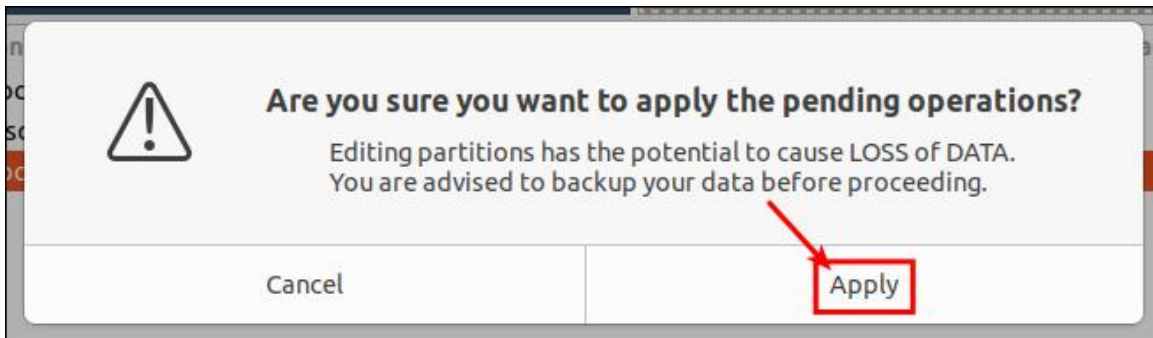 Are you sure you want to apply the pending operations?
Editing partitions has the potential to cause LOSS of DATA.
You are advised to backup your data before proceeding.
Cancel
Apply